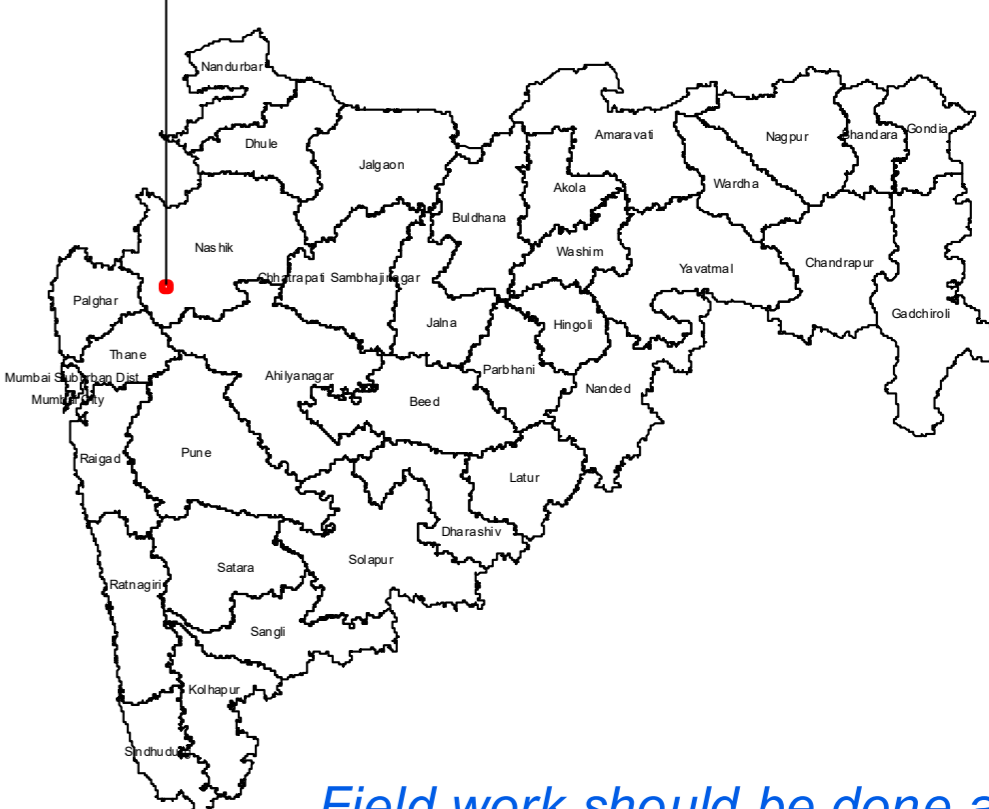 Nandurbar
Dhule
Jalgaon
Amaravati
Nagpur
Bhandara
Gondia
Akola
Wardha
Buldhana
Nashik
Washim
Chhatrapati Sambhajinagar
Yavatmal
Chandrapur
Palghar
Jalna
Hingoli
Gadchiroli
Thane
Mumbai Suburban Dist
Ahilyanagar
Parbhani
Nanded
Mumbai City
Beed
Raigad
Pune
Latur
Dharashiv
Ratnagiri
Satara
Solapur
Sangli
Kolhapur
Sindhudurg
Field work should be done a